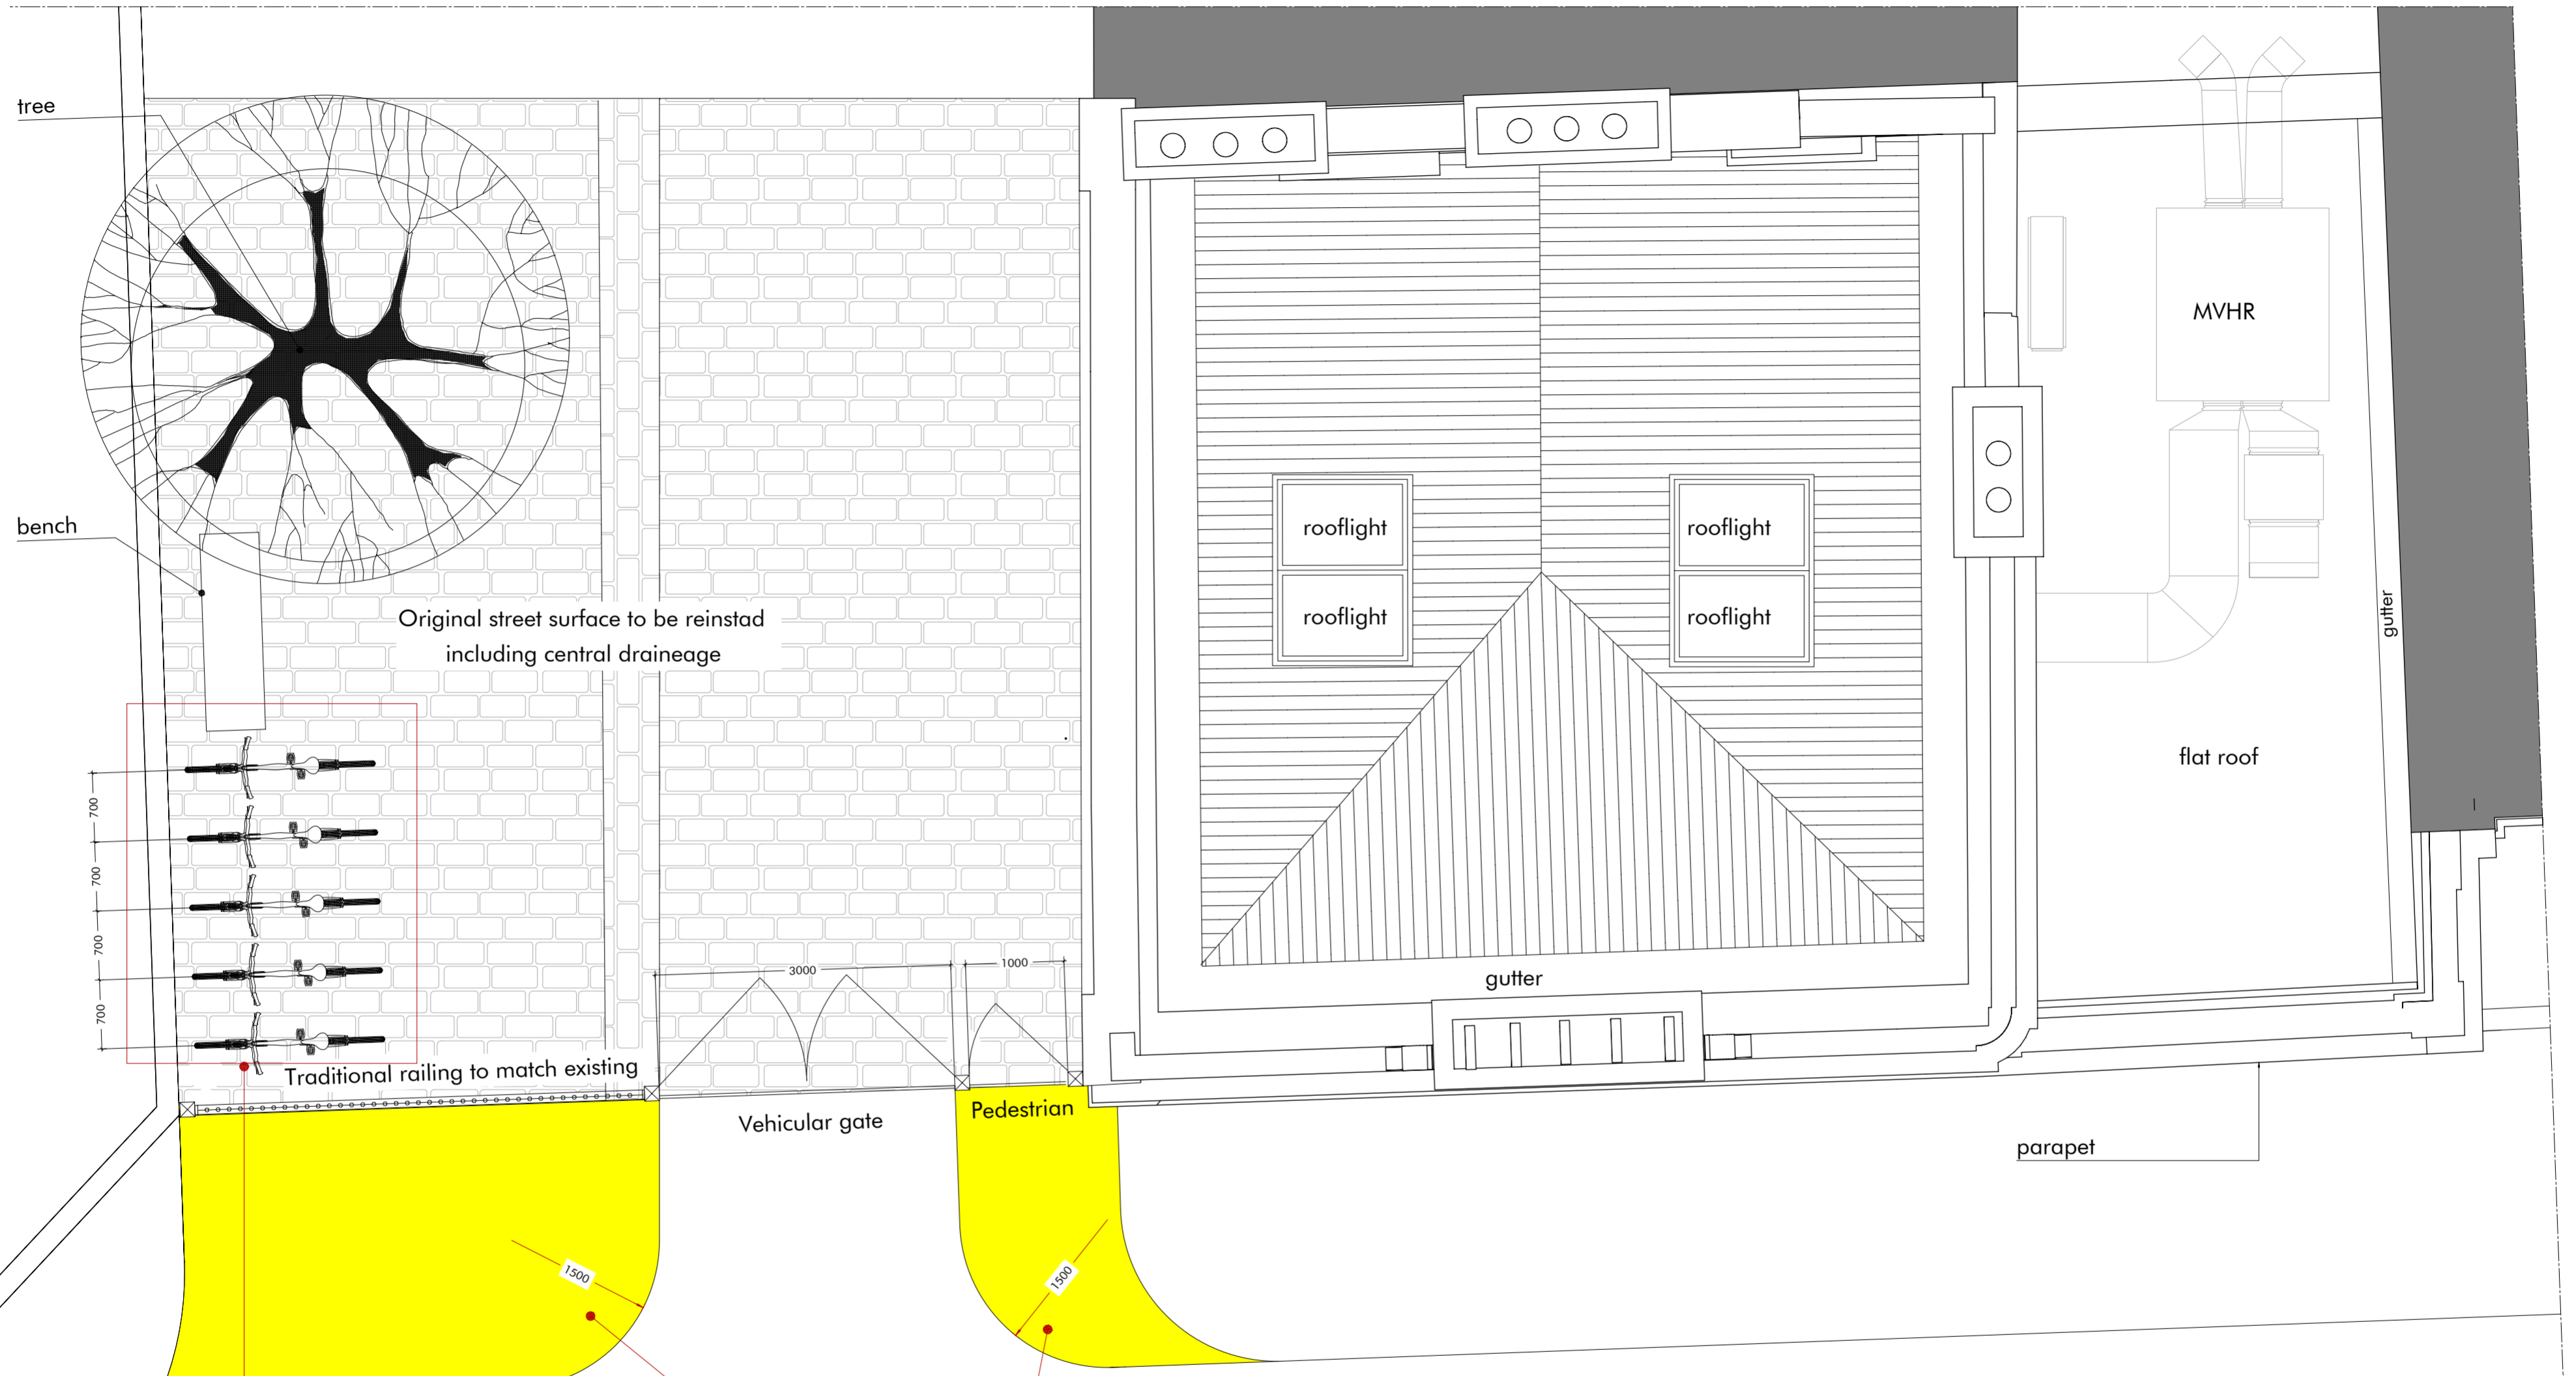 tree
MVHR
bench
rooflight
rooflight
rooflight
rooflight
gutter
Original street surface to be reinstad
including central draineage
flat roof
700
700
700
700
3000
1000
gutter
Traditional railing to match existing
Vehicular gate
Pedestrian
parapet
1500
1500